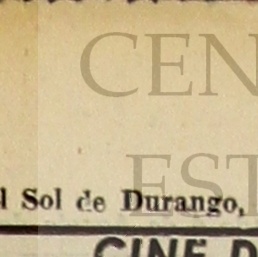 CEN
EST
l Sol de Durango,
CINE D